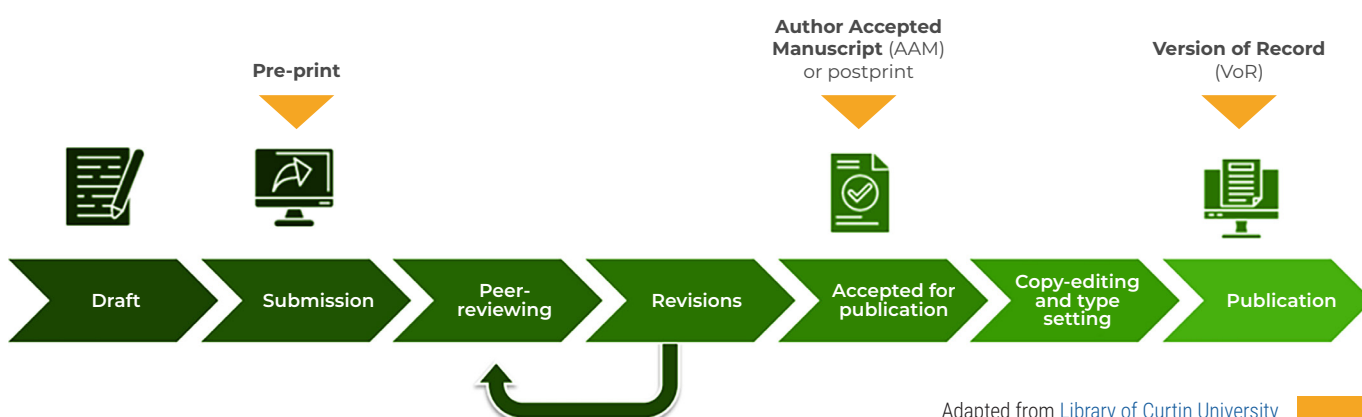 Pre-print
Author Accepted
Manuscript (AAM)
or postprint
Version of Record
(VoR)
Draft
Submission
Peer-
reviewing
Revisions
Accepted for
publication
Copy-editing
and type
setting
Publication
Adapted from Library of Curtin University